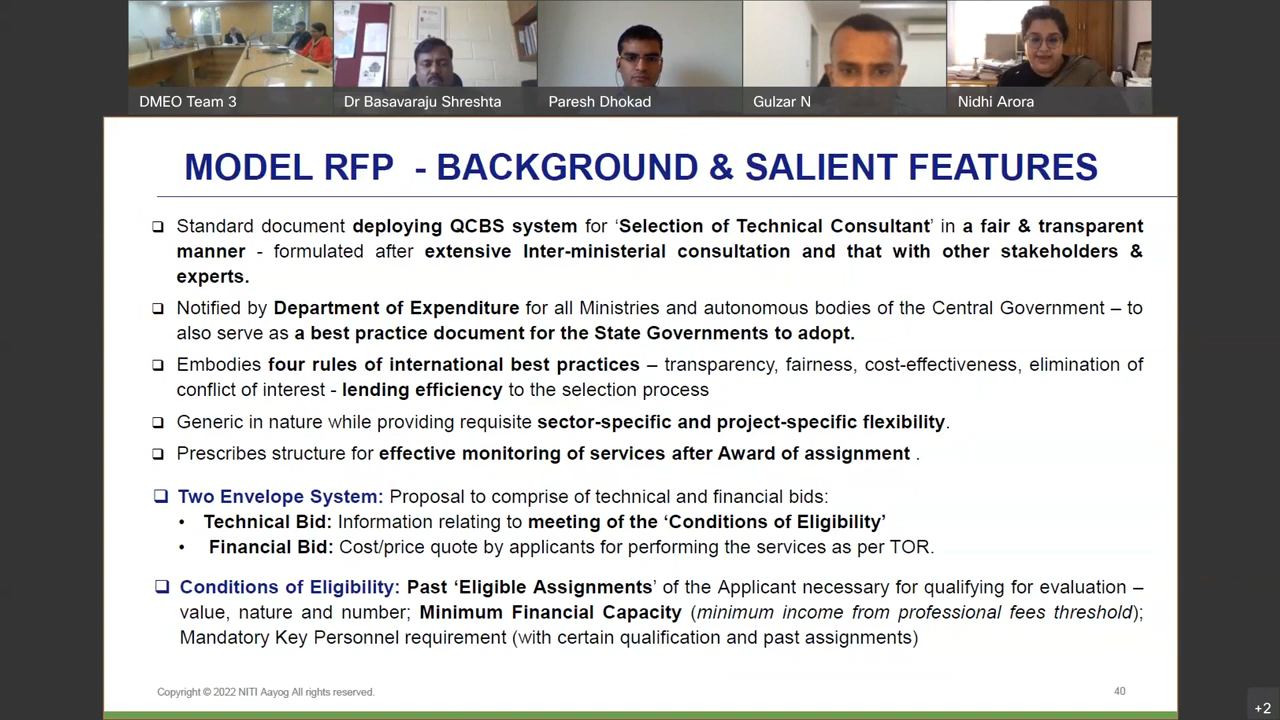 DMEO Team 3
Dr Basavaraju Shreshta
Paresh Dhokad
Gulzar N
Nidhi Arora
MODEL RFP - BACKGROUND & SALIENT FEATURES
❑ Standard document deploying QCBS system for ‘Selection of Technical Consultant’ in a fair & transparent
manner - formulated after extensive Inter-ministerial consultation and that with other stakeholders &
experts.
❑ Notified by Department of Expenditure for all Ministries and autonomous bodies of the Central Government – to
also serve as a best practice document for the State Governments to adopt.
❑ Embodies four rules of international best practices – transparency, fairness, cost-effectiveness, elimination of
conflict of interest - lending efficiency to the selection process
❑ Generic in nature while providing requisite sector-specific and project-specific flexibility.
❑ Prescribes structure for effective monitoring of services after Award of assignment .
❑ Two Envelope System: Proposal to comprise of technical and financial bids:
• Technical Bid: Information relating to meeting of the ‘Conditions of Eligibility’
• Financial Bid: Cost/price quote by applicants for performing the services as per TOR.
❑ Conditions of Eligibility: Past ‘Eligible Assignments’ of the Applicant necessary for qualifying for evaluation –
value, nature and number; Minimum Financial Capacity (minimum income from professional fees threshold);
Mandatory Key Personnel requirement (with certain qualification and past assignments)
Copyright © 2022 NITI Aayog All rights reserved.
40
+2